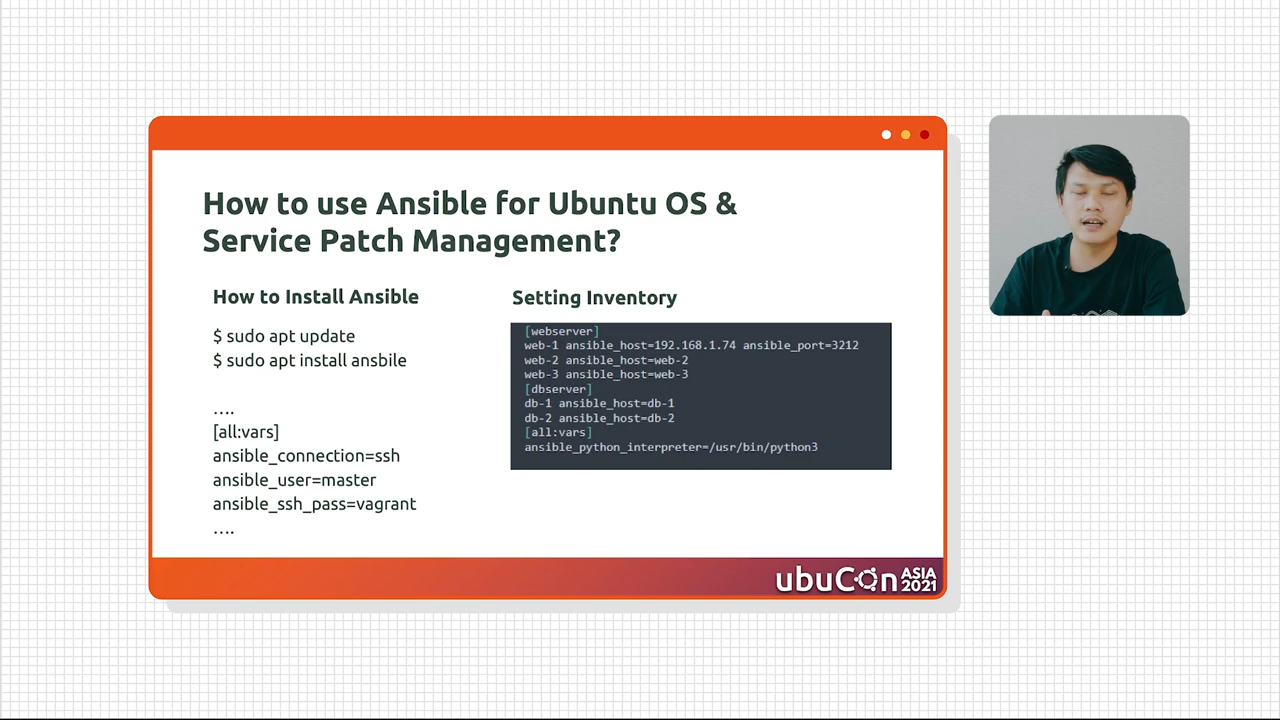 How to use Ansible for Ubuntu OS &
Service Patch Management?
How to Install Ansible
$ sudo apt update
$ sudo apt install ansbile
....
[all:vars]
ansible_connection=ssh
ansible_user=master
ansible_ssh_pass=vagrant
....
Setting Inventory
[webserver]
web-1 ansible_host=192.168.1.74 ansible_port=3212
web-2 ansible_host=web-2
web-3 ansible_host=web-3
[dbserver]
db-1 ansible_host=db-1
db-2 ansible_host=db-2
[all:vars]
ansible_python_interpreter=/usr/bin/python3
ubuCon ASIA
2021